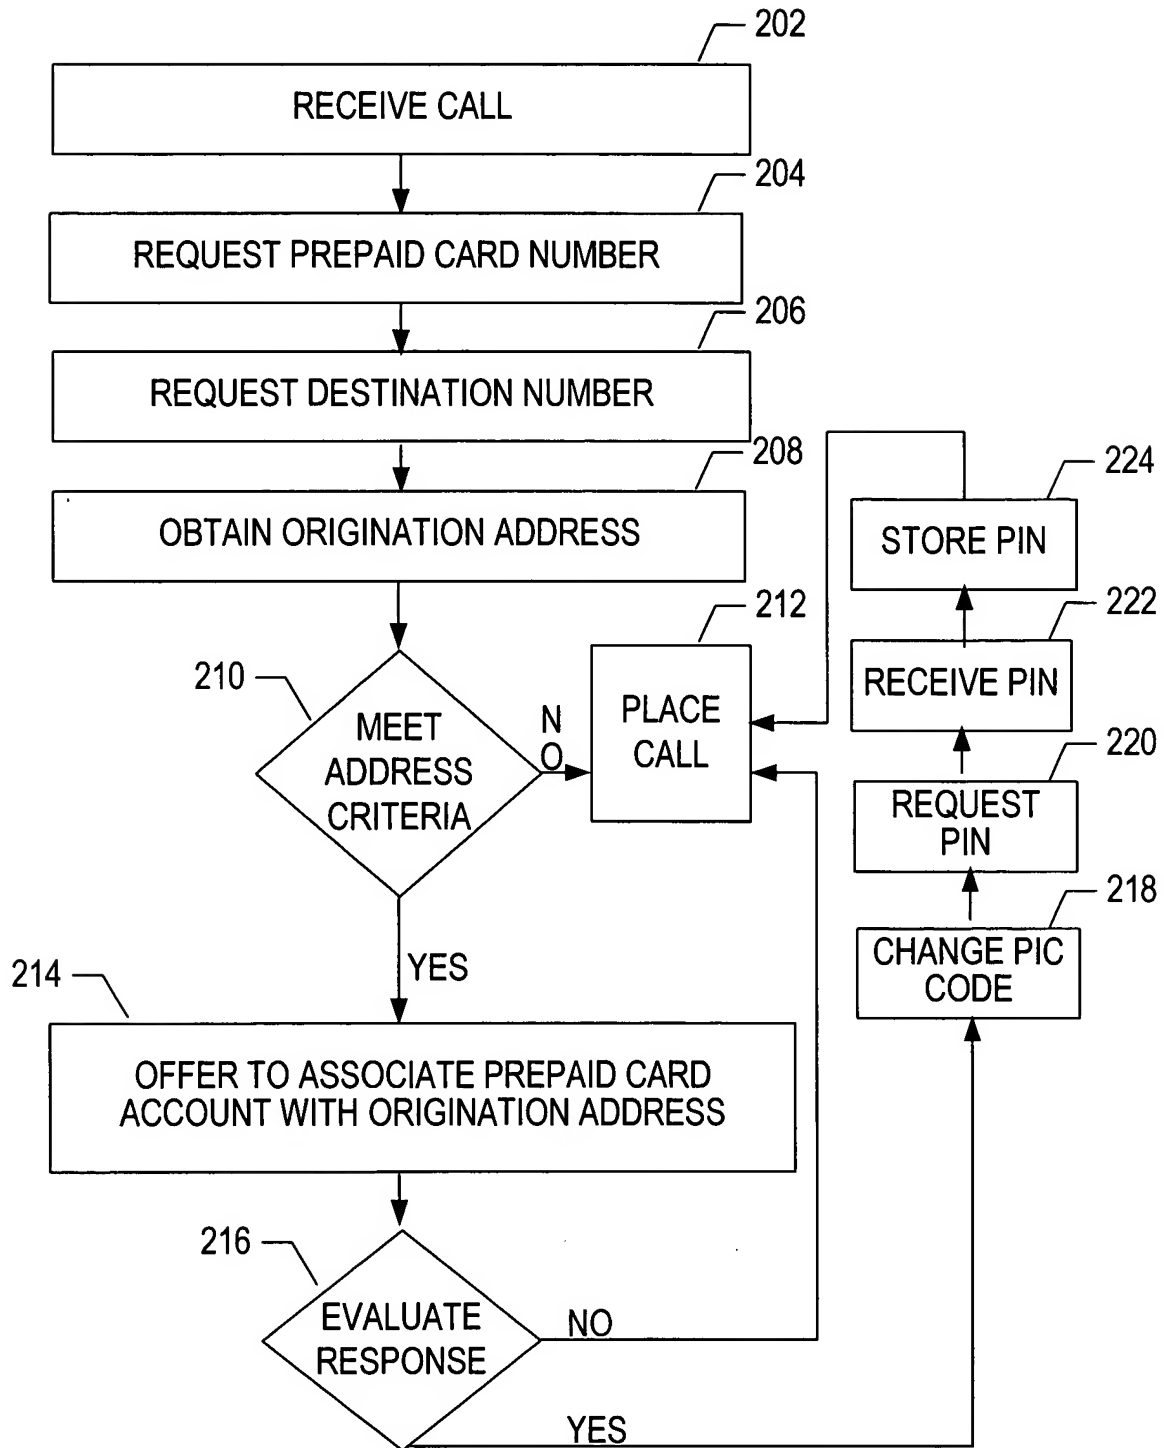 202
RECEIVE CALL
204
REQUEST PREPAID CARD NUMBER
206
REQUEST DESTINATION NUMBER
208
OBTAIN ORIGINATION ADDRESS
224
STORE PIN
212
222
210
PLACE
CALL
RECEIVE PIN
MEET
ADDRESS
CRITERIA
N
O
220
REQUEST
PIN
218
CHANGE PIC
CODE
YES
214
OFFER TO ASSOCIATE PREPAID CARD
ACCOUNT WITH ORIGINATION ADDRESS
216
EVALUATE
RESPONSE
NO
YES